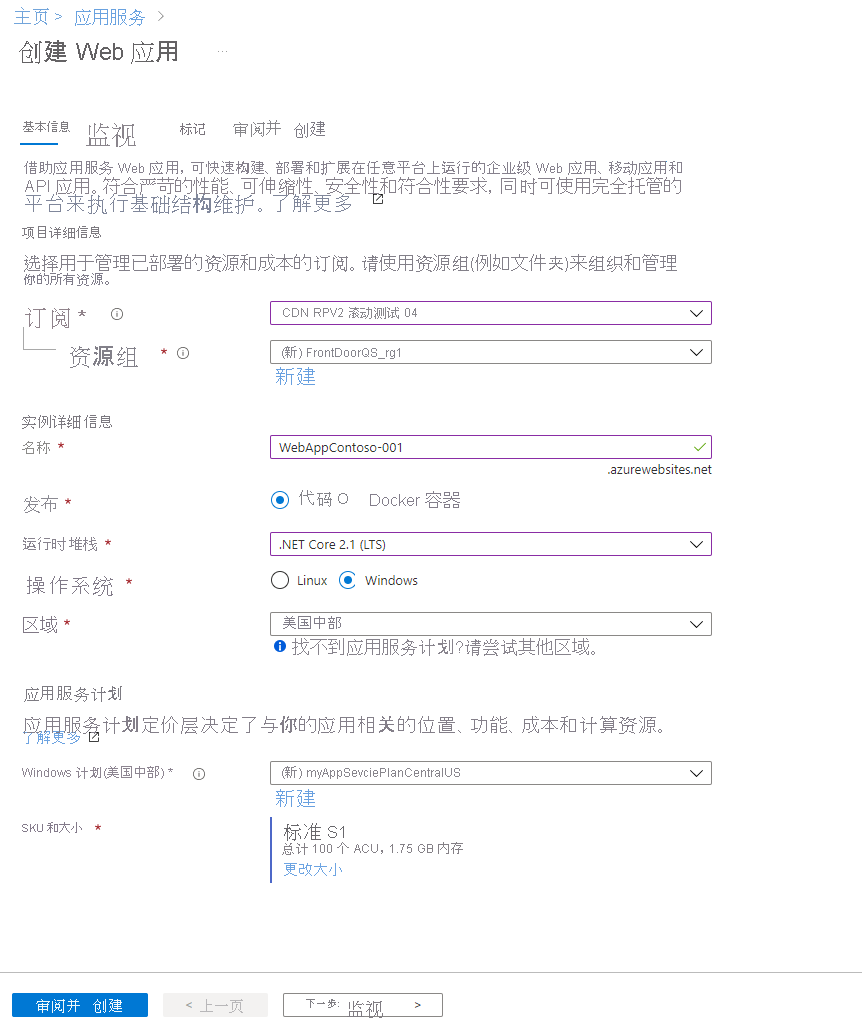 主页 > 应用服务 >
创建 Web 应用 ...
基本信息 监视 标记 审阅并 创建
借助应用服务 Web 应用, 可快速构建、部署和扩展在任意平台上运行的企业级 Web 应用、移动应用和
API 应用。符合严苛的性能、可伸缩性、安全性和符合性要求, 同时可使用完全托管的
平台来执行基础结构维护。了解更多
项目详细信息
选择用于管理已部署的资源和成本的订阅。请使用资源组(例如文件夹)来组织和管理
你的所有资源。
订阅 * CDN RPV2 滚动测试 04
资源组 * (新) FrontDoorQS_rg1
新建
实例详细信息
名称 * WebAppContoso-001
.azurewebsites.net
发布 * 代码 O Docker 容器
运行时堆栈 * .NET Core 2.1 (LTS)
操作系统 * Linux Windows
区域 * 美国中部
找不到应用服务计划?请尝试其他区域。
应用服务计划
应用服务计划定价层决定了与你的应用相关的位置、功能、成本和计算资源。
了解更多
Windows 计划(美国中部) * (新) myAppSevciePlanCentralUS
新建
SKU 和大小 * 标准 S1
总计 100 个 ACU，1.75 GB 内存
更改大小
审阅并 创建 < 上一页 下一步: 监视 >